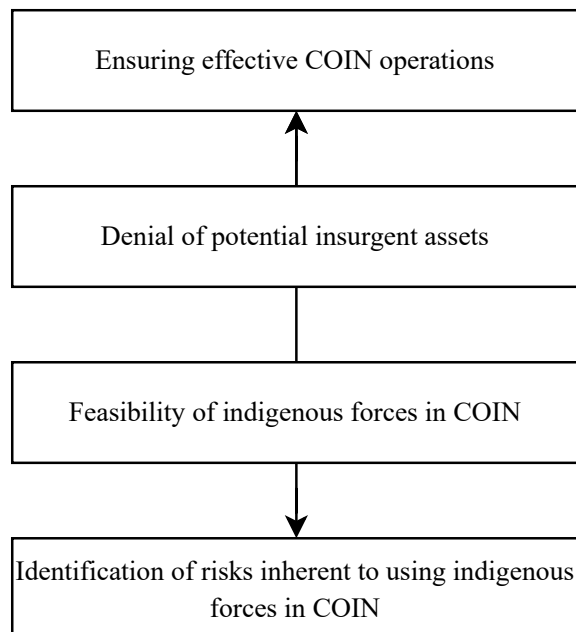 Ensuring effective COIN operations
Denial of potential insurgent assets
Feasibility of indigenous forces in COIN
Identification of risks inherent to using indigenous
forces in COIN